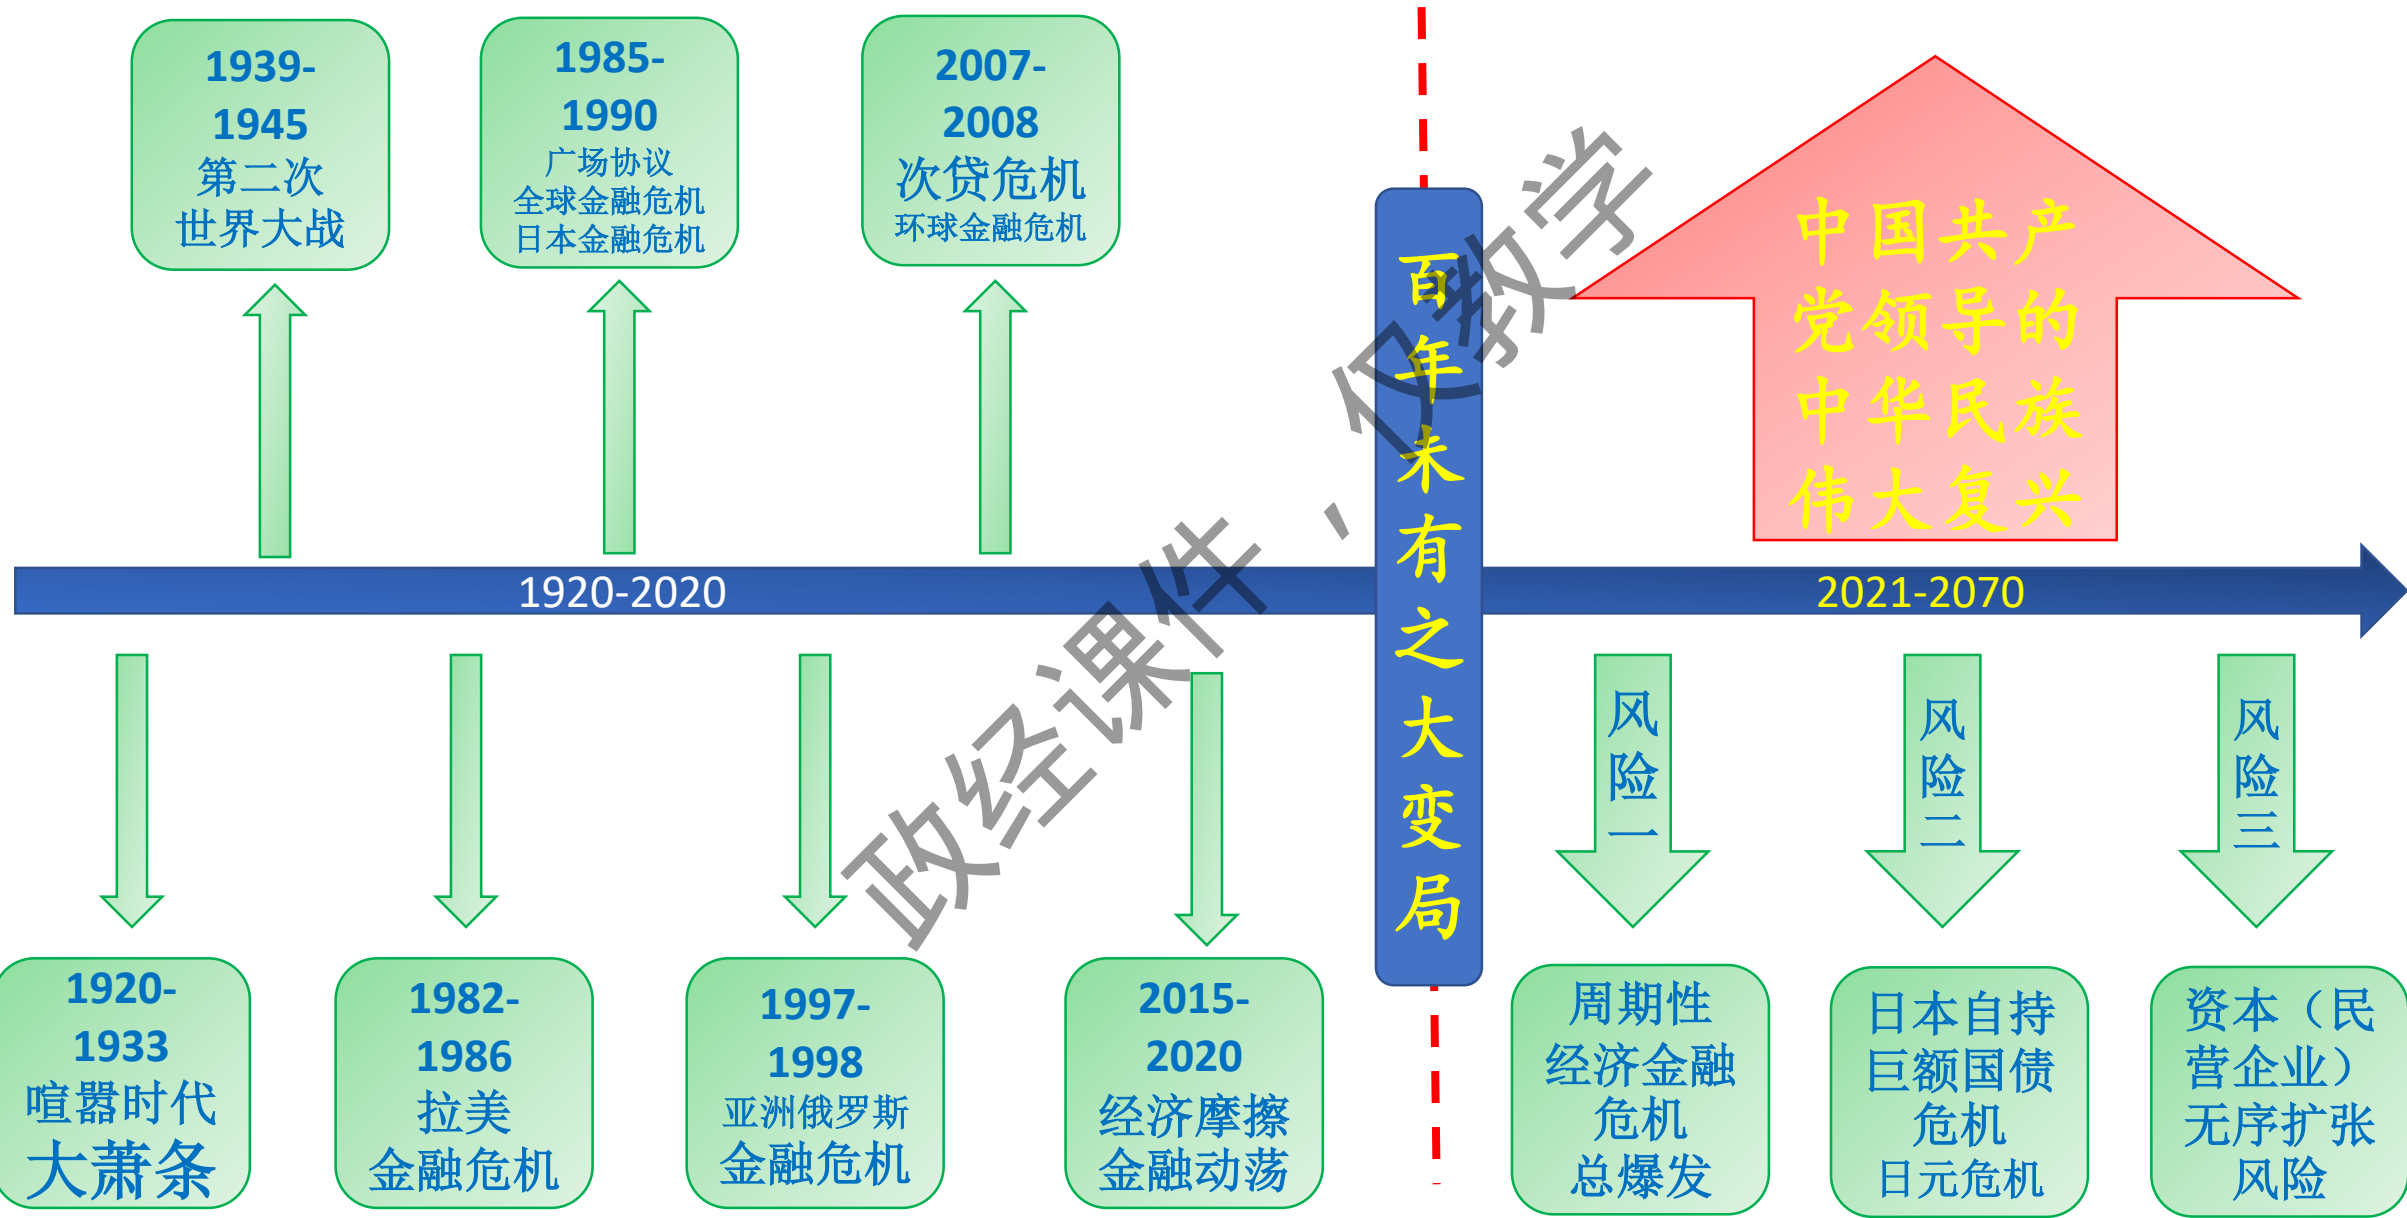 1939-
1945
第二次
世界大战
1985-
1990
广场协议
全球金融危机
日本金融危机
2007-
2008
次贷危机
环球金融危机
中国共产
党领导的
中华民族
伟大复兴
百年未有之大变局
1920-2020
2021-2070
风险一
风险二
风险三
1920-
1933
喧嚣时代
大萧条
1982-
1986
拉美
金融危机
1997-
1998
亚洲俄罗斯
金融危机
2015-
2020
经济摩擦
金融动荡
周期性
经济金融
危机
总爆发
日本自持
巨额国债
危机
日元危机
资本（民
营企业）
无序扩张
风险
政经课件，仅教学